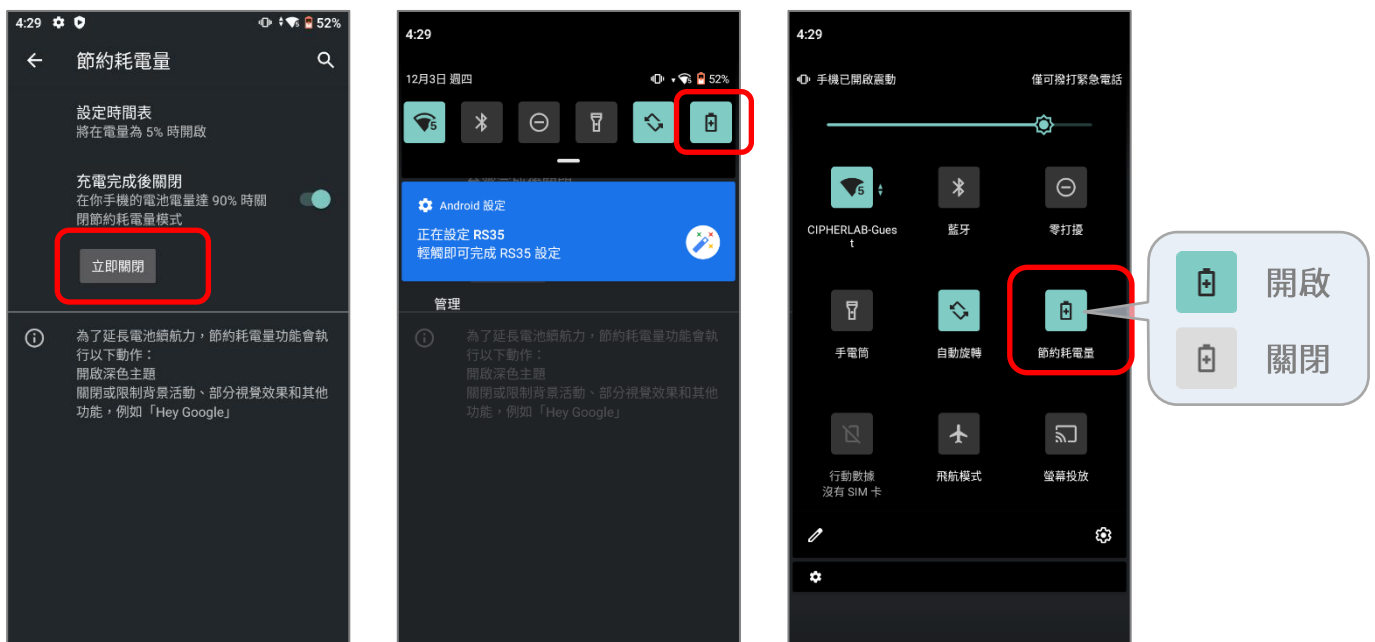 4:29
52%
節約耗電量
設定時間表
將在電量為 5% 時開啟
充電完成後關閉
在你手機的電池電量達 90% 時關
閉節約耗電量模式
立即關閉
為了延長電池續航力，節約耗電量功能會執
行以下動作：
開啟深色主題
關閉或限制背景活動、部分視覺效果和其他
功能，例如「Hey Google」
4:29
12月3日 週四
52%
5
充電完成後關閉
Android 設定
正在設定 RS35
輕觸即可完成 RS35 設定
管理
為了延長電池續航力，節約耗電量功能會執
行以下動作：
開啟深色主題
關閉或限制背景活動、部分視覺效果和其他
功能，例如「Hey Google」
4:29
手機已開啟震動
僅可撥打緊急電話
5
CIPHERLAB-Gues
t
藍牙
零打擾
手電筒
自動旋轉
節約耗電量
行動數據
沒有 SIM 卡
飛航模式
螢幕投放
開啟
關閉